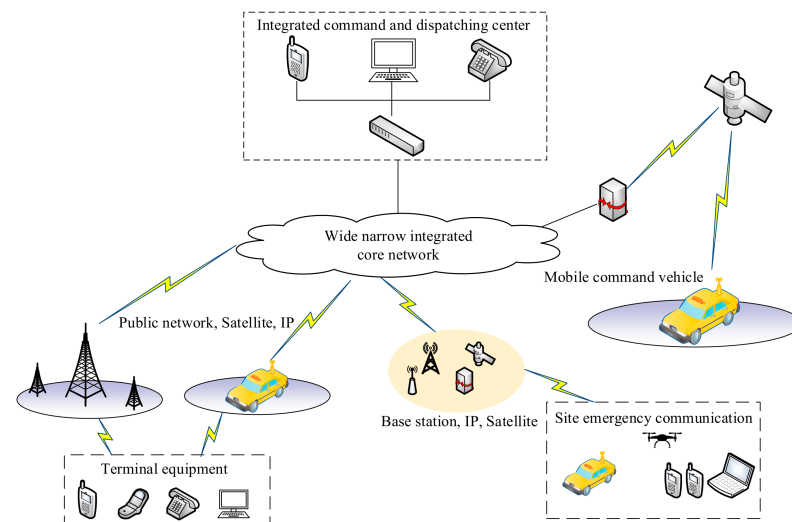 Integrated command and dispatching center
Wide narrow integrated
core network
Mobile command vehicle
Public network, Satellite, IP
Base station, IP, Satellite
Site emergency communication
Terminal equipment